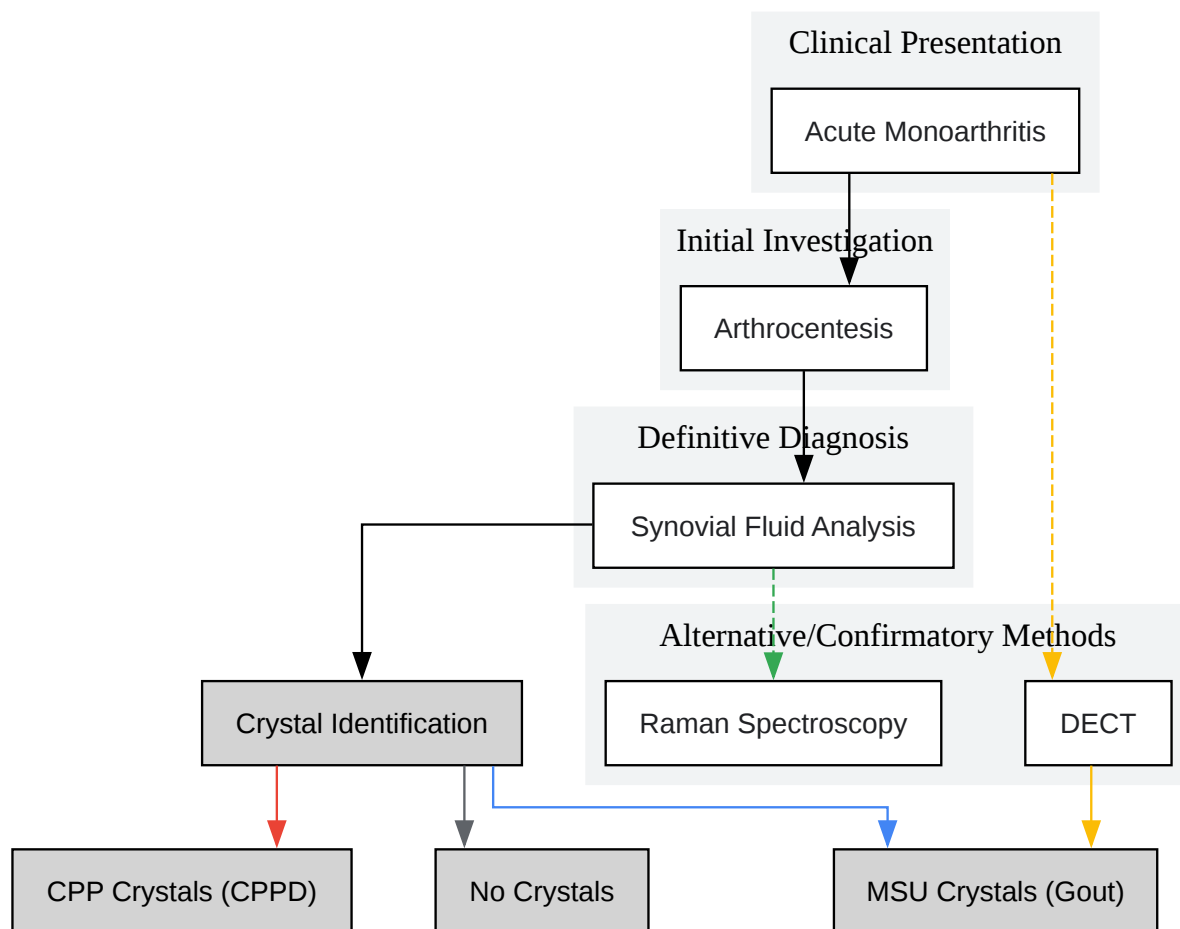 Clinical Presentation
Acute Monoarthritis
Initial Investigation
Arthrocentesis
Definitive Diagnosis
Synovial Fluid Analysis
Alternative/Confirmatory Methods
Crystal Identification
Raman Spectroscopy
DECT
CPP Crystals (CPPD)
No Crystals
MSU Crystals (Gout)